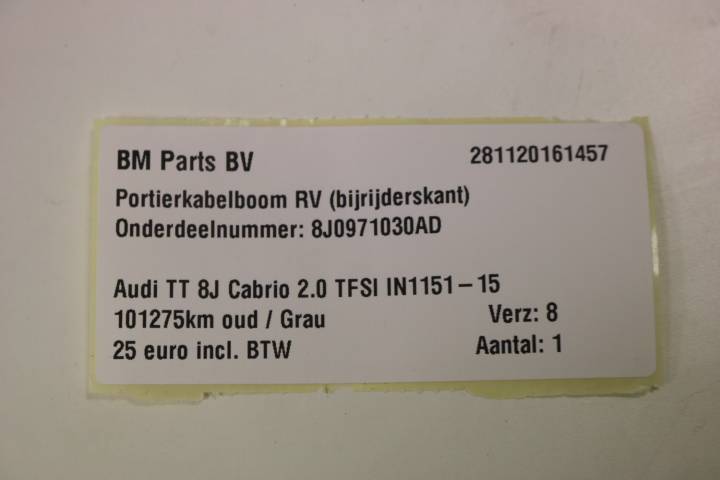 BM Parts BV 281120161457
Portierkabelboom RV (bijrijderskant)
Onderdeelnummer: 8J0971030AD
Audi TT 8J Cabrio 2.0 TFSI IN1151-15
101275km oud / Grau Verz: 8
25 euro incl. BTW Aantal: 1